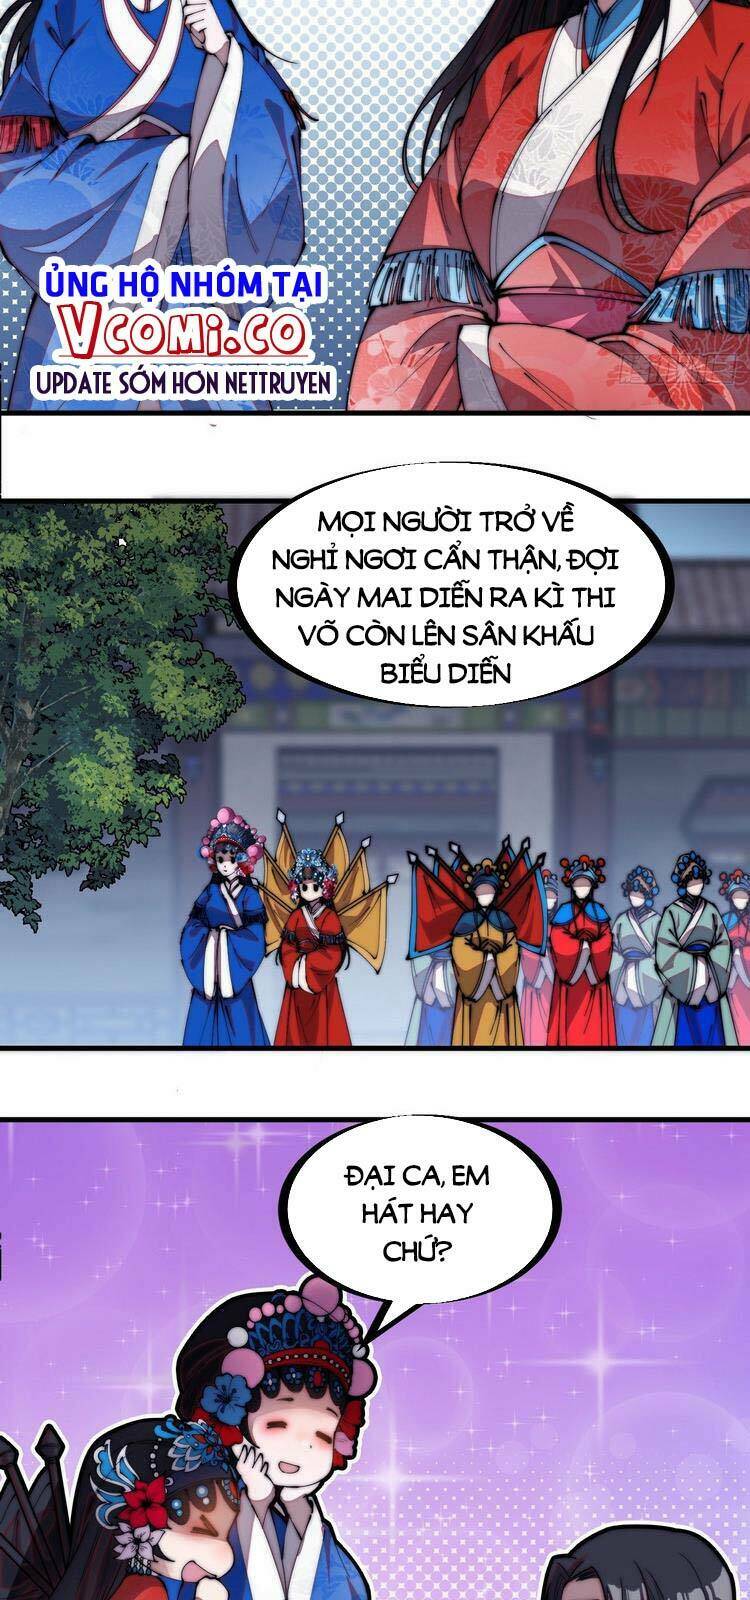 ỦNG HỘ NHÓM TẠI
VCOMI.CO
UPDATE SỚM HƠN NETTRUYEN
MỌI NGƯỜI TRỞ VỀ
NGHỈ NGƠI CẨN THẬN, ĐỢI
NGÀY MAI DIỄN RA KÌ THI
VÕ CÒN LÊN SÂN KHẤU
BIỂU DIỄN
ĐẠI CA, EM
HÁT HAY
CHỨ?